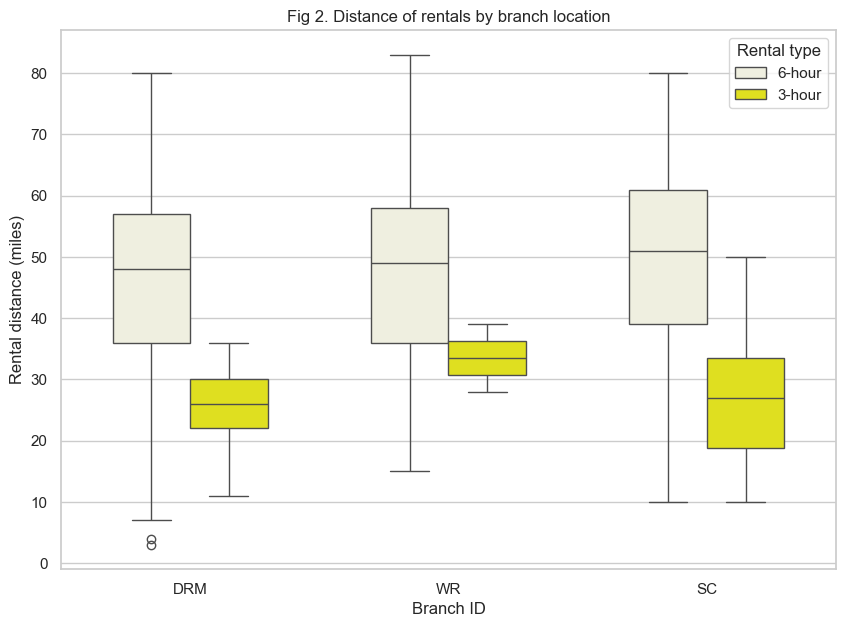 Fig 2. Distance of rentals by branch location
Rental type
6-hour
3-hour
Rental distance (miles)
80
70
60
50
40
30
20
10
0
DRM WR SC
Branch ID